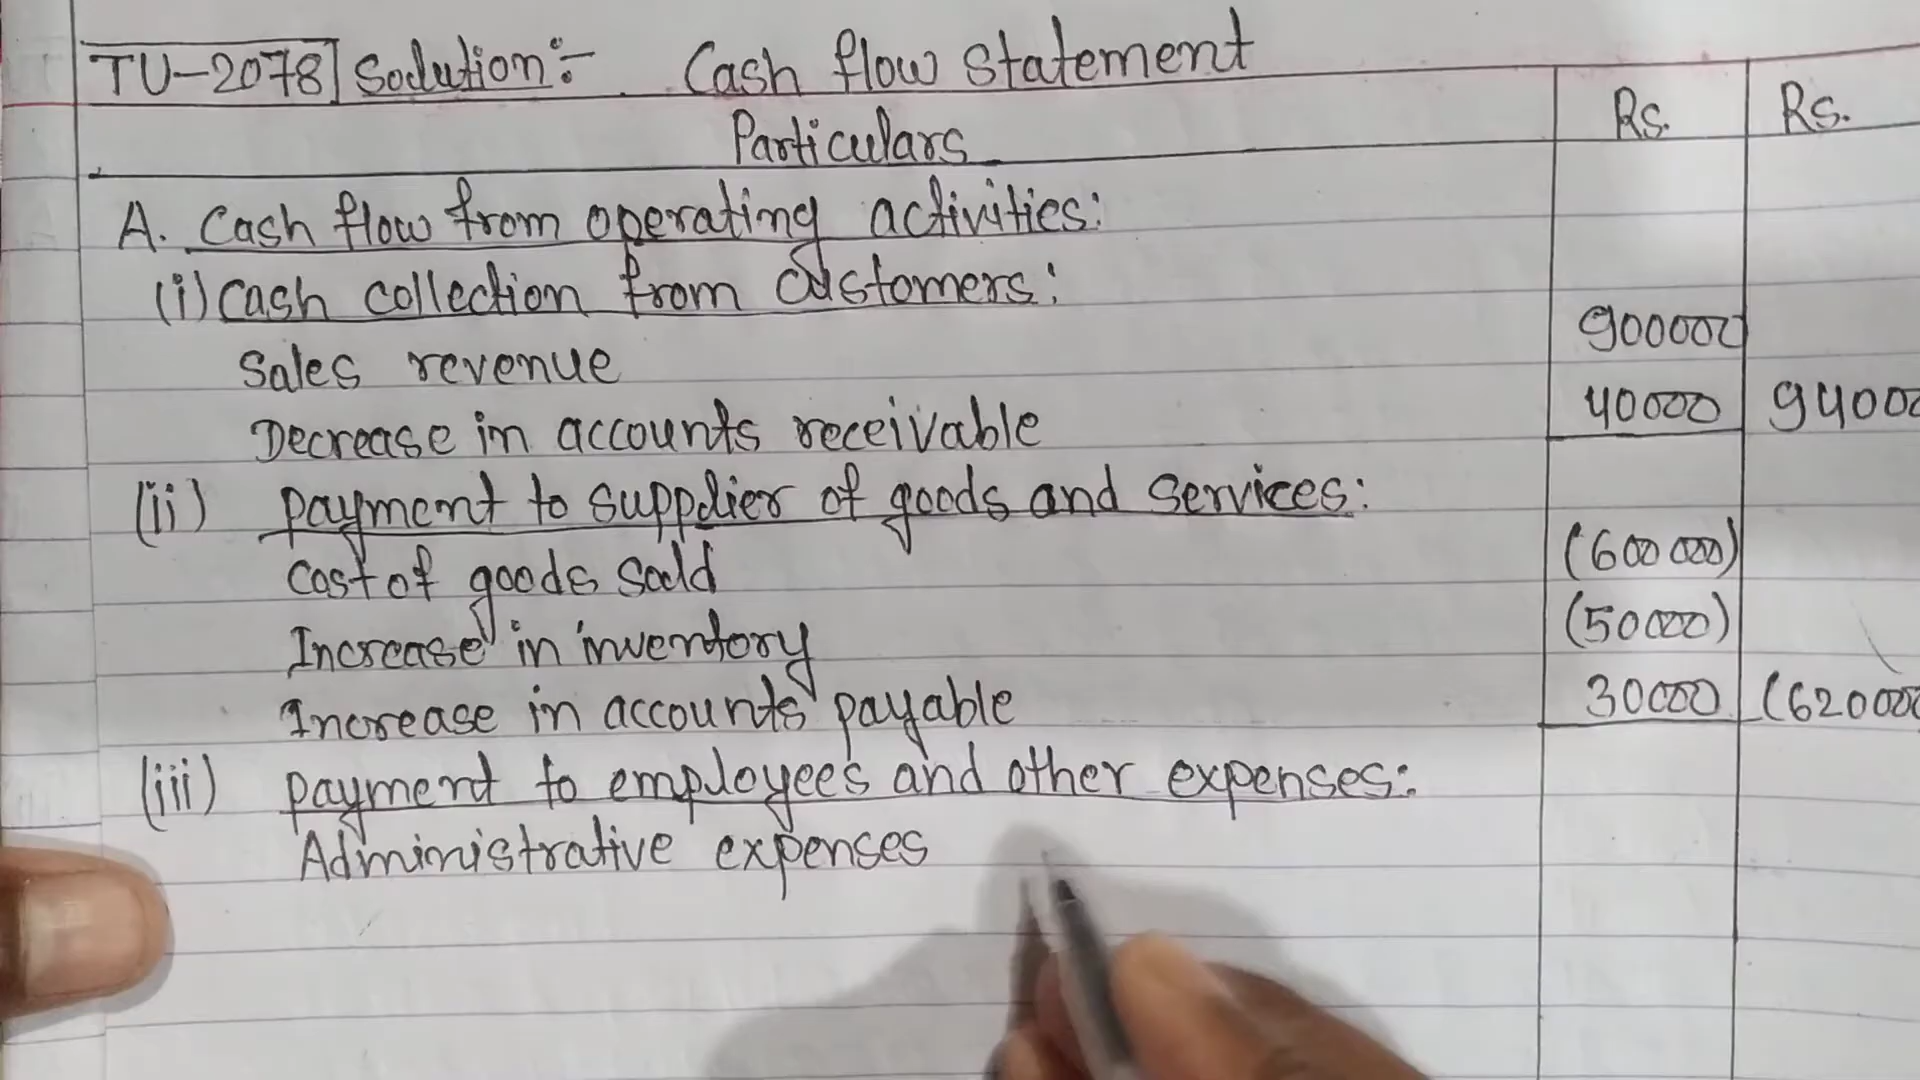 TU-2078 Solution:- Cash flow statement
Particulars Rs. Rs.
A. Cash flow from operating activities:
(i) Cash collection from customers:
Sales revenue 900000
Decrease in accounts receivable 40000 94000
(ii) payment to supplier of goods and services:
Cost of goods sold (600000)
Increase in inventory (50000)
Increase in accounts payable 30000 (620000
(iii) payment to employees and other expenses:
Administrative expenses